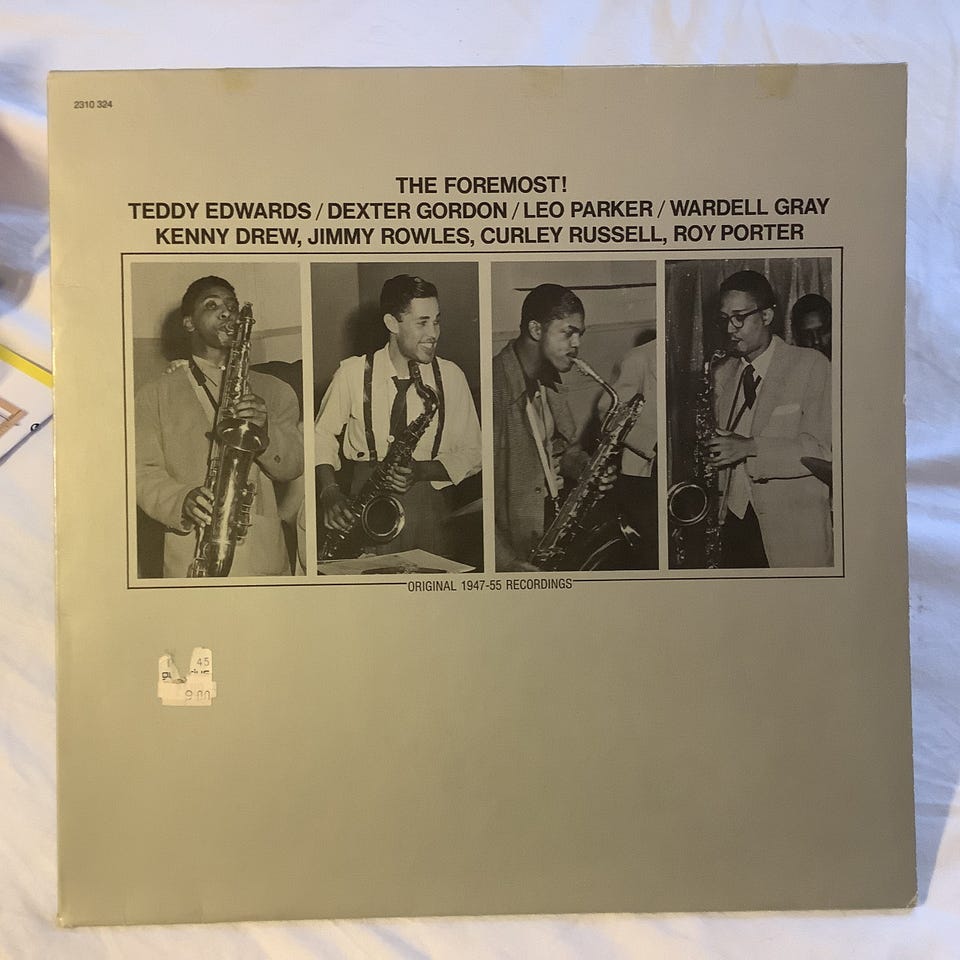 2310 324
THE FOREMOST!
TEDDY EDWARDS / DEXTER GORDON / LEO PARKER / WARDELL GRAY
KENNY DREW, JIMMY ROWLES, CURLEY RUSSELL, ROY PORTER
ORIGINAL 1947-55 RECORDINGS
45
9.00